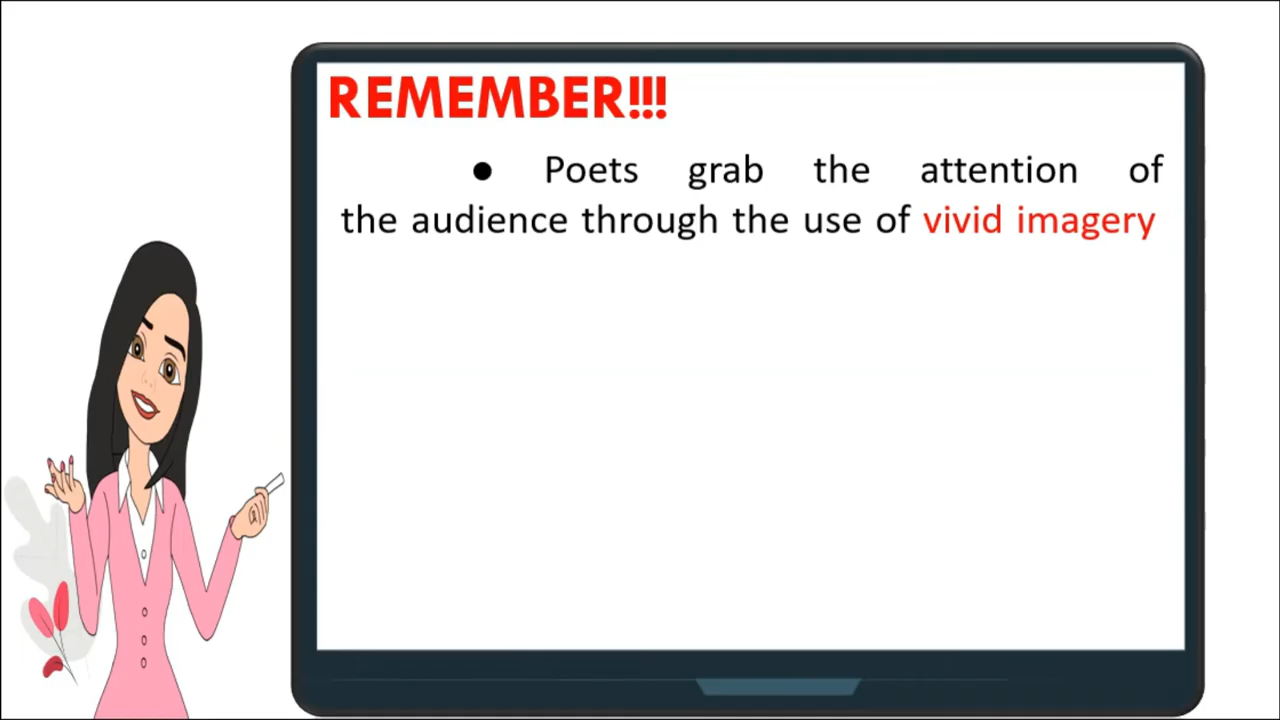 REMEMBER!!!
● Poets grab the attention of
the audience through the use of vivid imagery